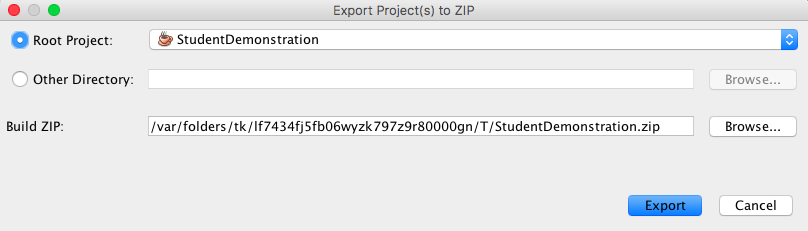 Export Project(s) to ZIP
Root Project: StudentDemonstration
Other Directory: Browse...
Build ZIP: /var/folders/tk/lf7434fj5fb06wyzk797z9r80000gn/T/StudentDemonstration.zip Browse...
Export Cancel